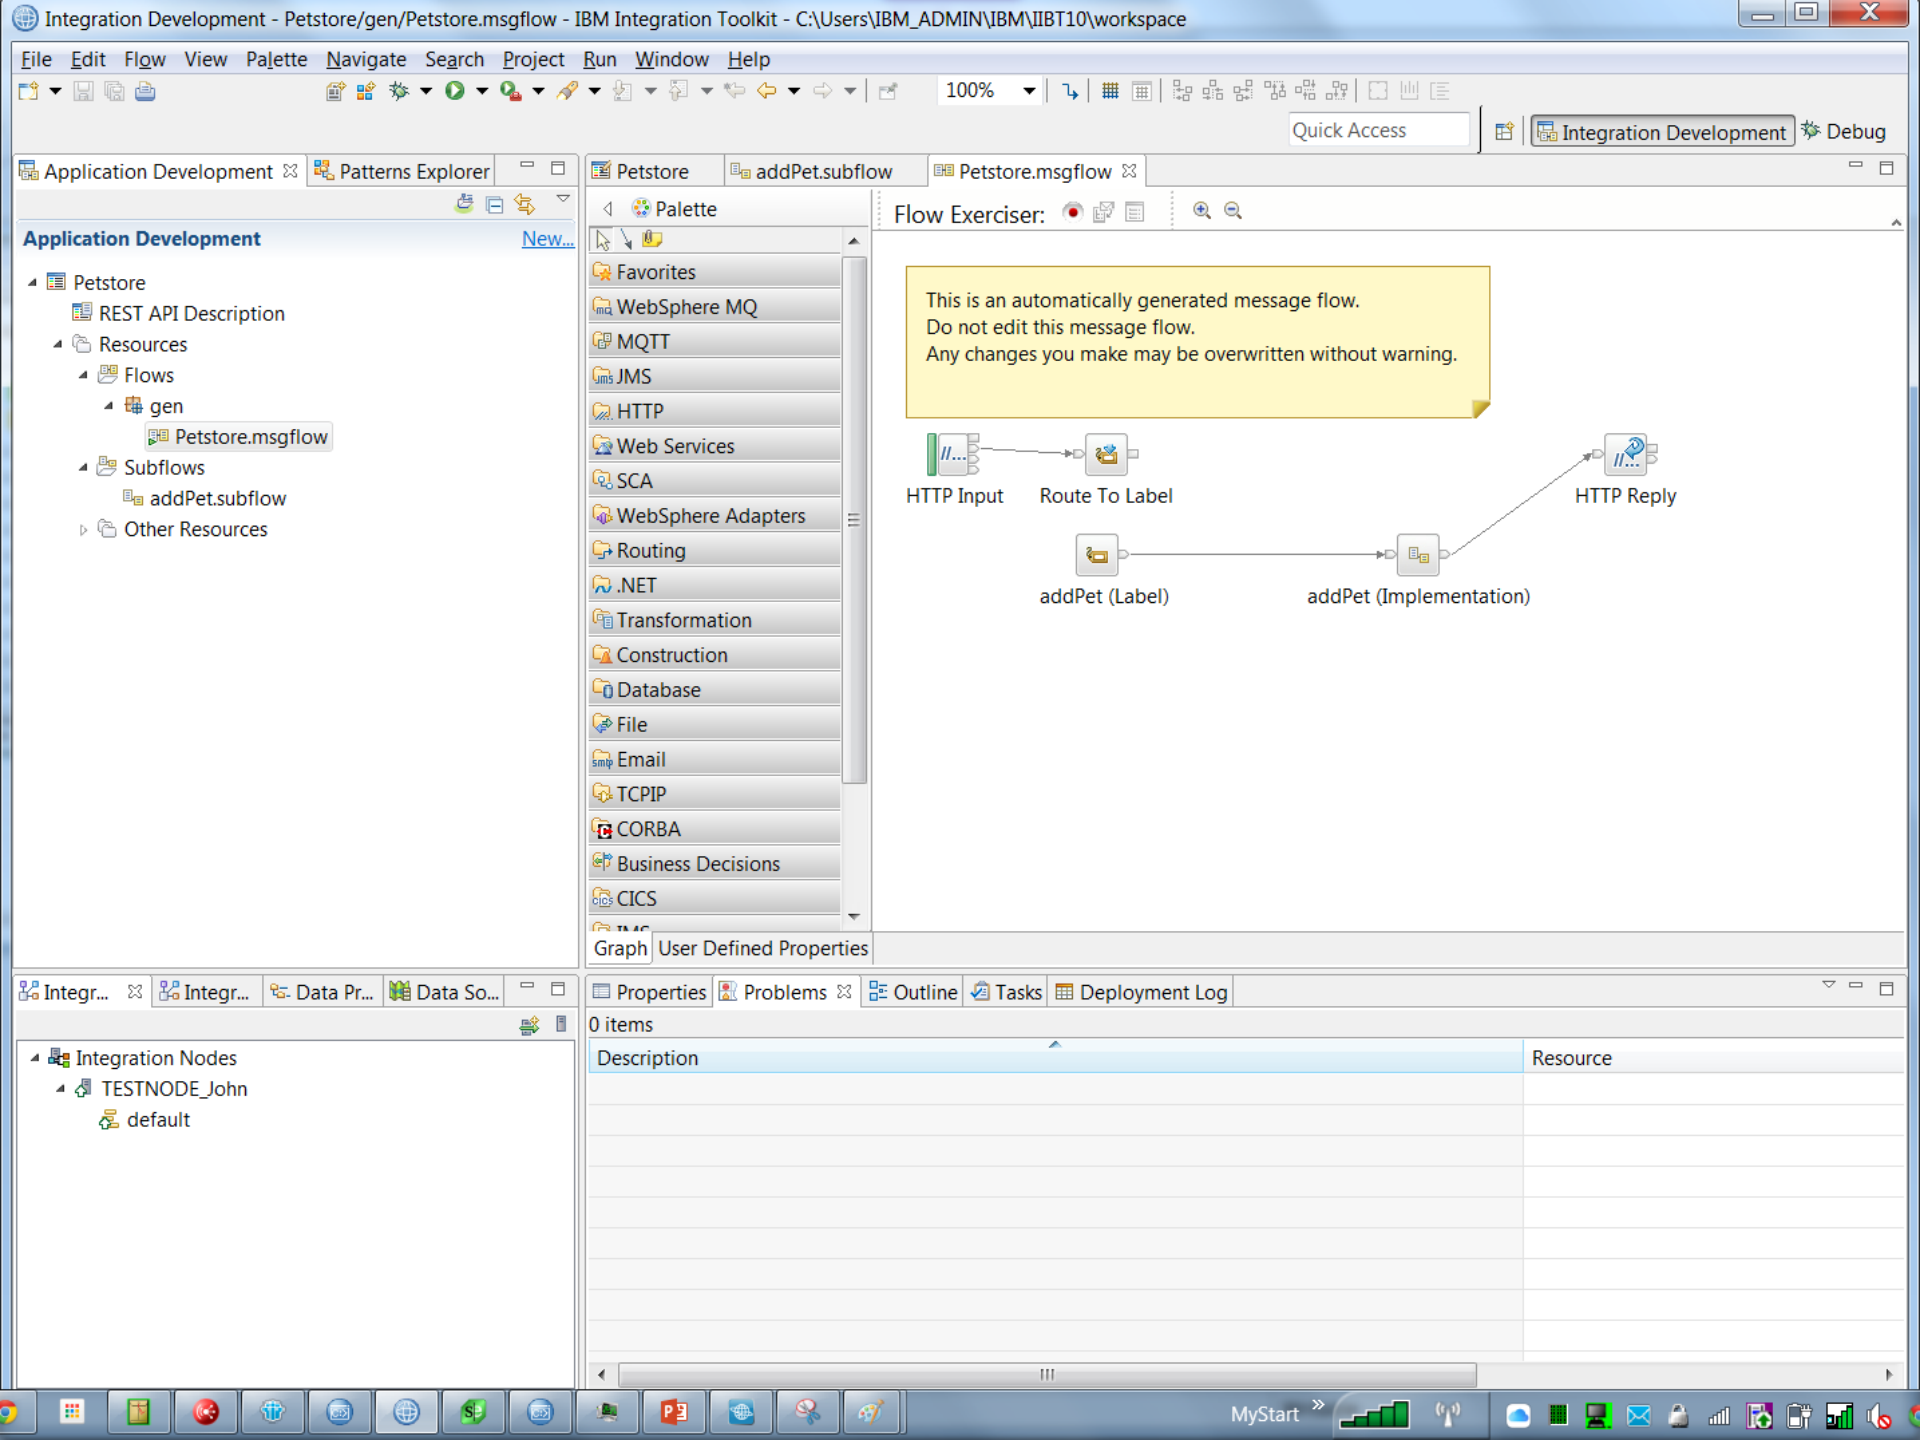 Integration Development - Petstore/gen/Petstore.msgflow - IBM Integration Toolkit - C:\Users\IBM_ADMIN\IBM\IIBT10\workspace
File Edit Flow View Palette Navigate Search Project Run Window Help
100%
Quick Access
Integration Development
Debug
Application Development
Patterns Explorer
Application Development
New...
Petstore
REST API Description
Resources
Flows
gen
Petstore.msgflow
Subflows
addPet.subflow
Other Resources
Petstore
addPet.subflow
Petstore.msgflow
Palette
Favorites
WebSphere MQ
MQTT
JMS
HTTP
Web Services
SCA
WebSphere Adapters
Routing
.NET
Transformation
Construction
Database
File
Email
TCPIP
CORBA
Business Decisions
CICS
IMS
Graph
User Defined Properties
Flow Exerciser:
This is an automatically generated message flow.
Do not edit this message flow.
Any changes you make may be overwritten without warning.
HTTP Input
Route To Label
HTTP Reply
addPet (Label)
addPet (Implementation)
Integr...
Integr...
Data Pr...
Data So...
Integration Nodes
TESTNODE_John
default
Properties
Problems
Outline
Tasks
Deployment Log
0 items
Description
Resource
MyStart